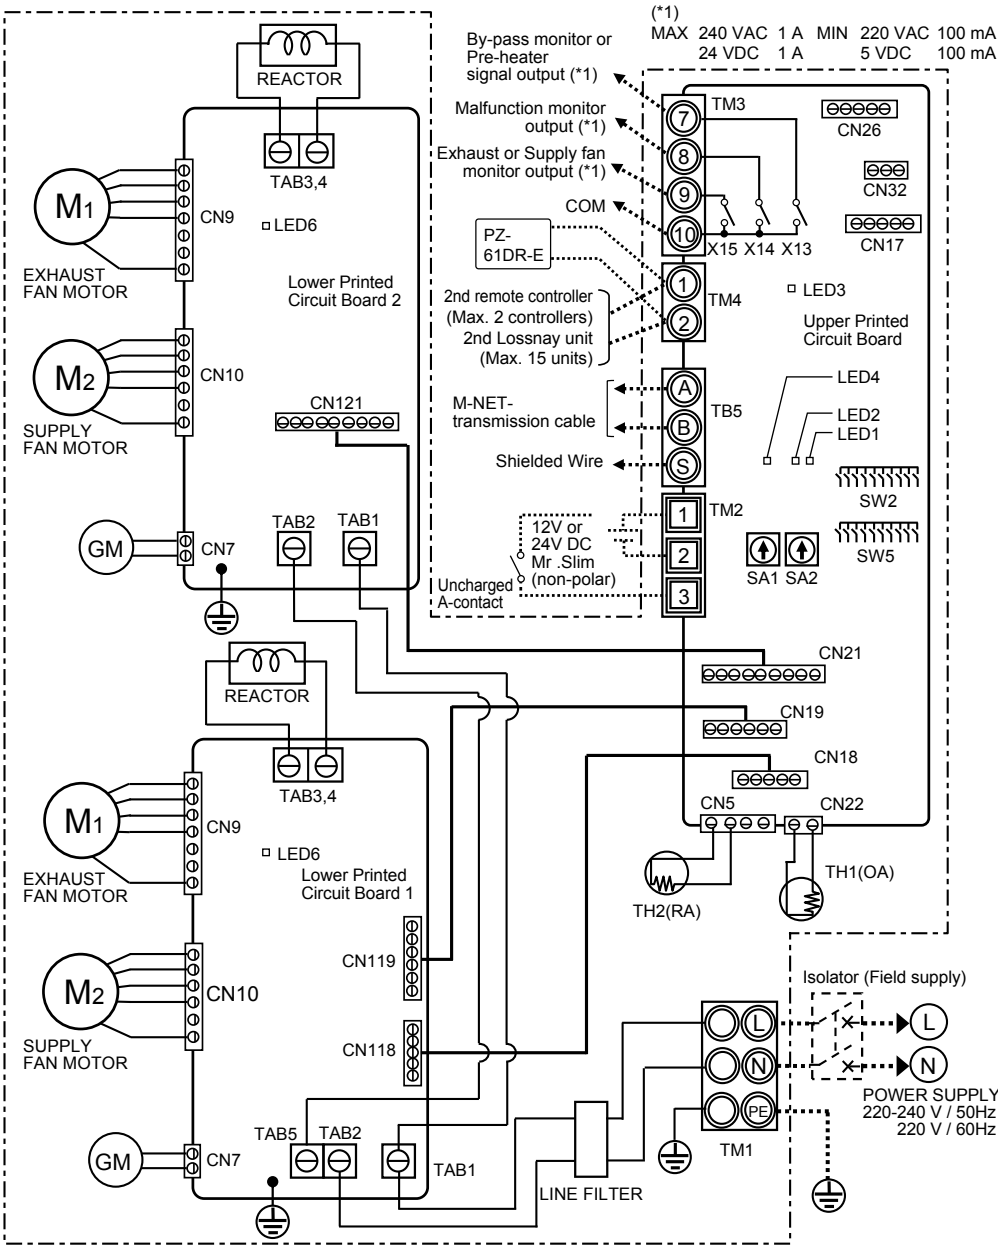 (*1)
MAX 240 VAC 1 A MIN 220 VAC 100 mA
24 VDC 1 A 5 VDC 100 mA
REACTOR
TAB3,4
M1
EXHAUST
FAN MOTOR
CN9
LED6
Lower Printed
Circuit Board 2
M2
SUPPLY
FAN MOTOR
CN10
CN121
GM
CN7
TAB2
TAB1
By-pass monitor or
Pre-heater
signal output (*1)
Malfunction monitor
output (*1)
Exhaust or Supply fan
monitor output (*1)
COM
PZ-
61DR-E
2nd remote controller
(Max. 2 controllers)
2nd Lossnay unit
(Max. 15 units)
M-NET-
transmission cable
Shielded Wire
12V or
24V DC
Mr .Slim
(non-polar)
Uncharged
A-contact
7
8
9
10
TM3
X15 X14 X13
1
2
TM4
A
B
S
TB5
1
2
3
TM2
CN26
CN32
CN17
LED3
Upper Printed
Circuit Board
LED4
LED2
LED1
SW2
SW5
SA1 SA2
CN21
CN19
CN18
CN5
CN22
TH2(RA)
TH1(OA)
REACTOR
TAB3,4
M1
EXHAUST
FAN MOTOR
CN9
LED6
Lower Printed
Circuit Board 1
M2
SUPPLY
FAN MOTOR
CN10
CN119
CN118
GM
CN7
TAB5 TAB2
TAB1
LINE FILTER
L
N
PE
TM1
Isolator (Field supply)
L
N
POWER SUPPLY
220-240 V / 50Hz
220 V / 60Hz